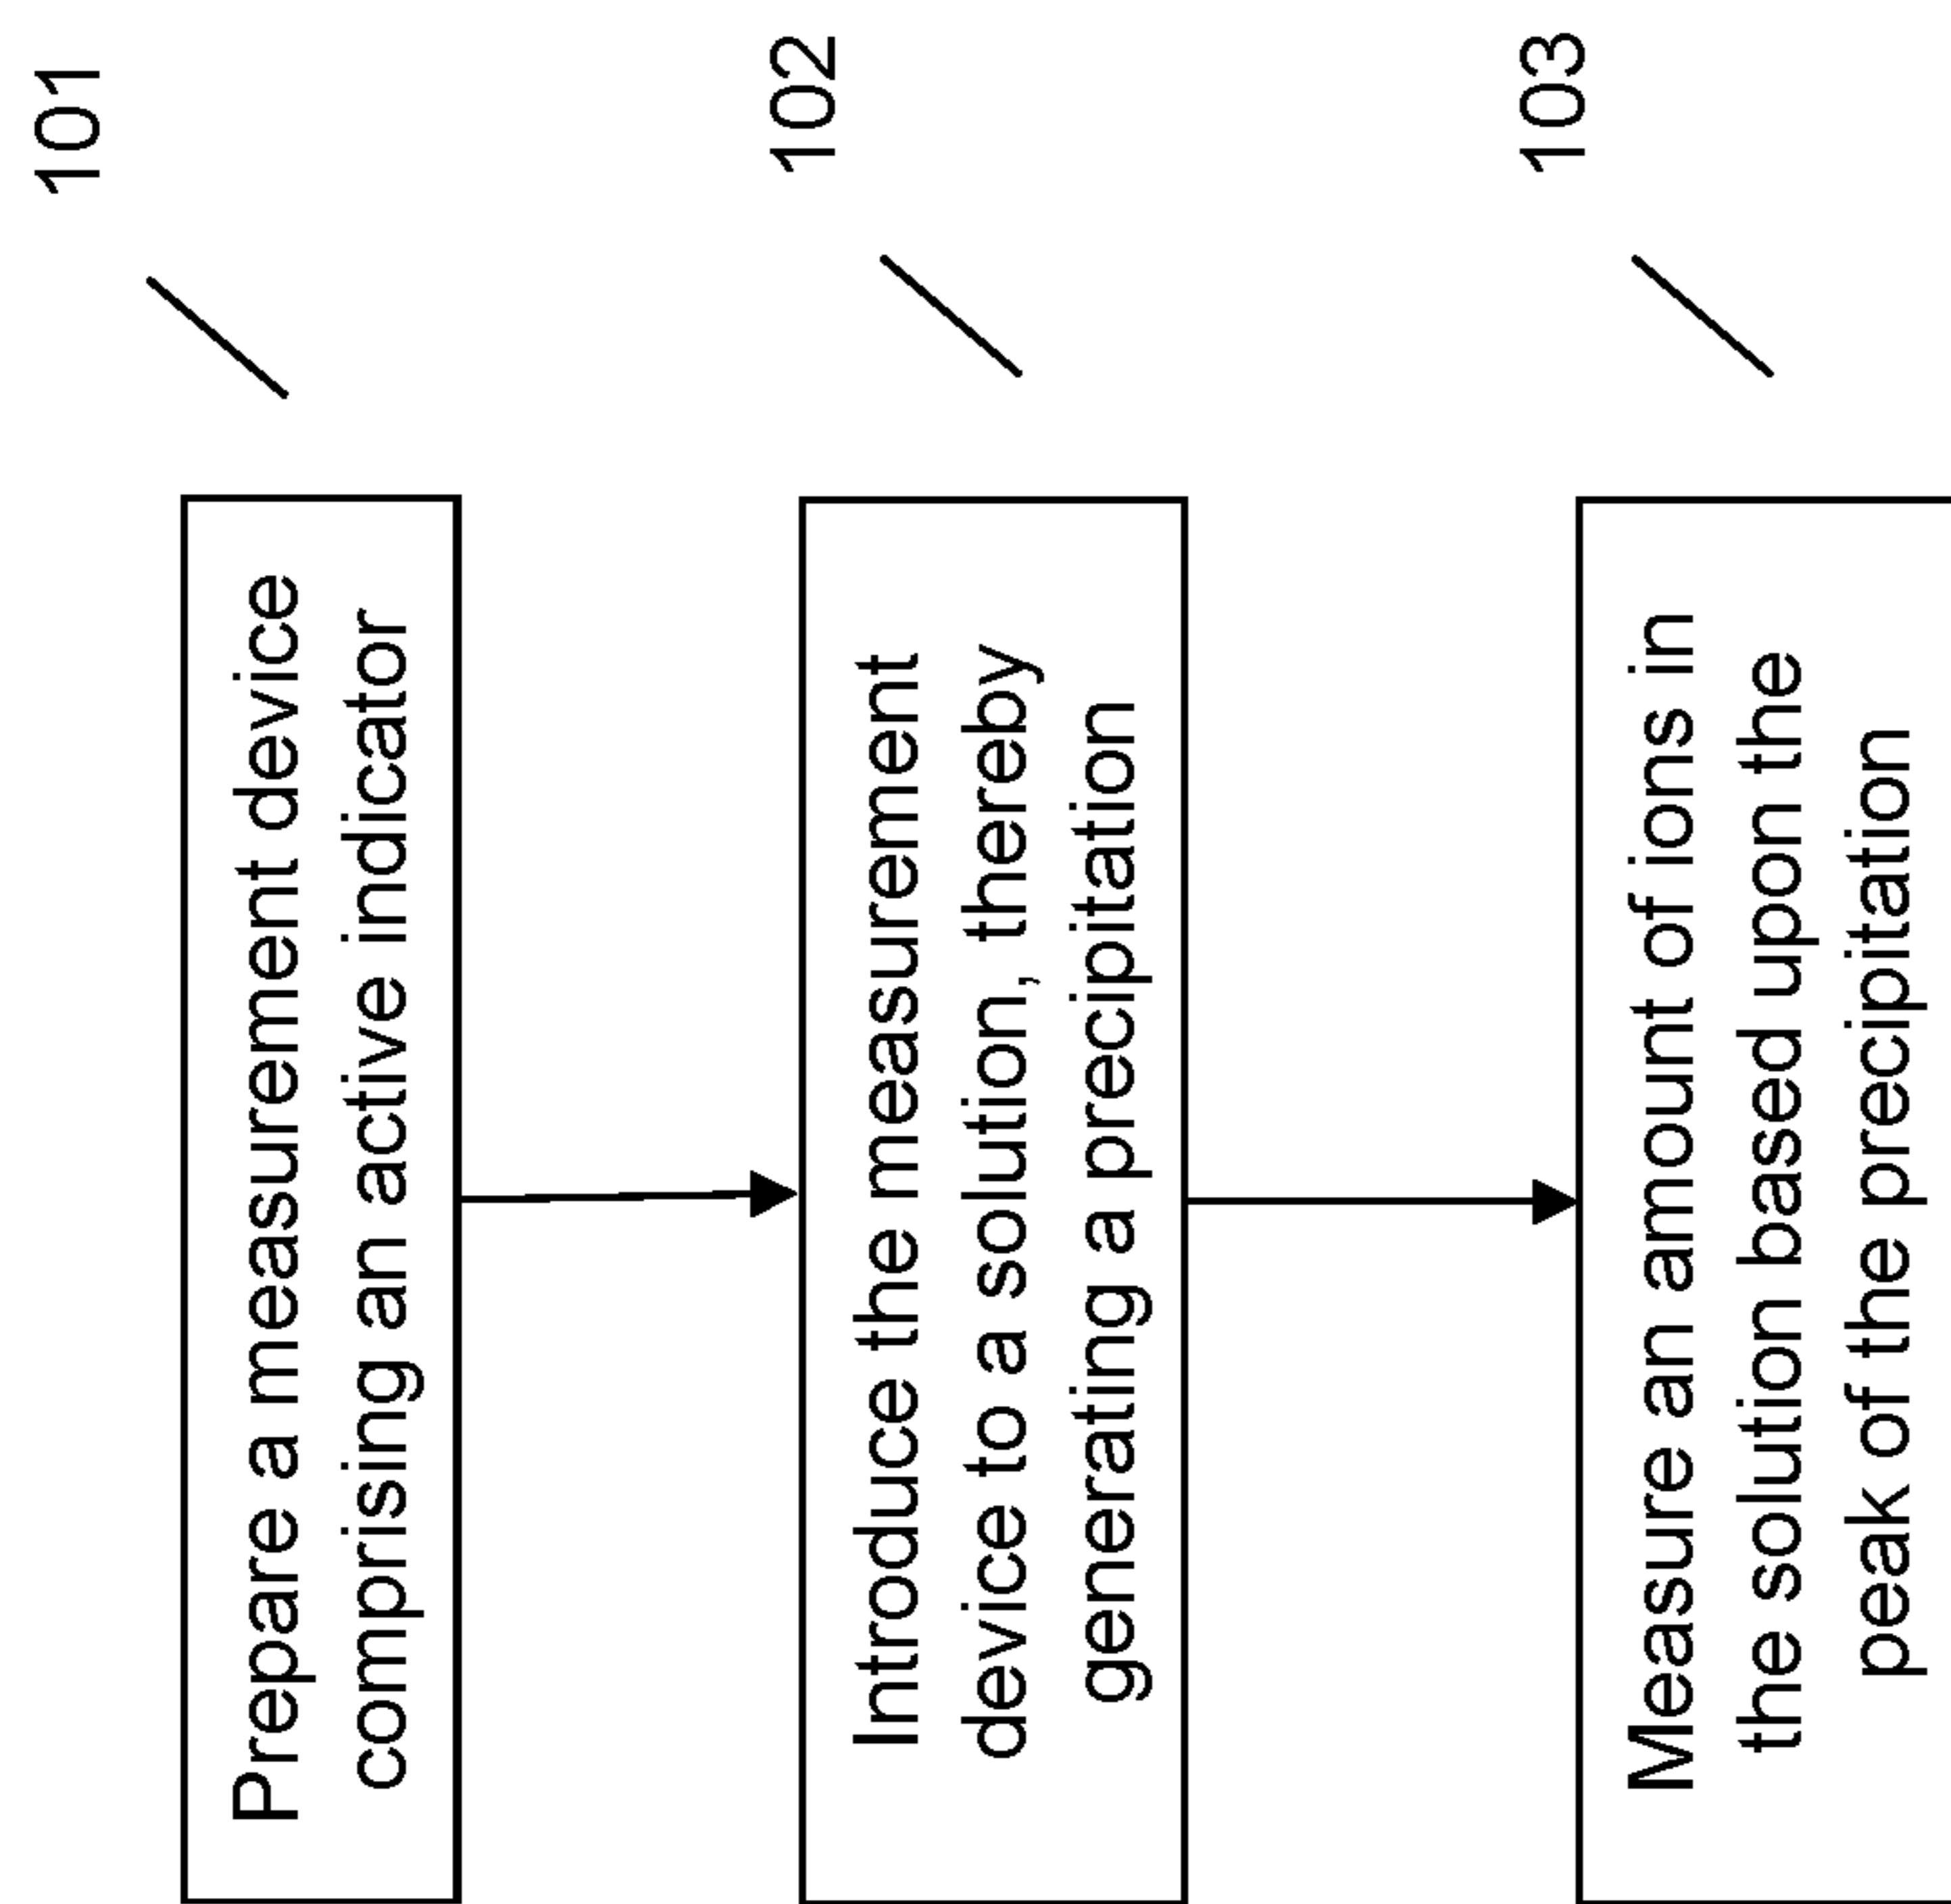 Prepare a measurement device
comprising an active indicator
101
Introduce the measurement
device to a solution, thereby
generating a precipitation
102
Measure an amount of ions in
the solution based upon the
peak of the precipitation
103